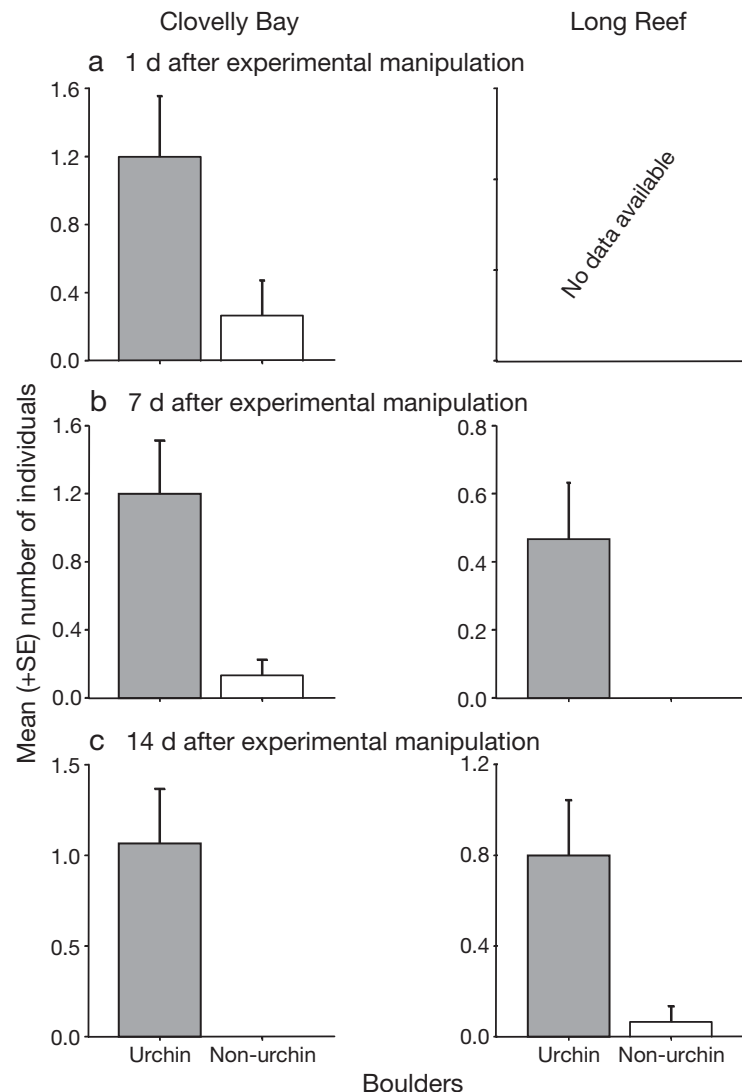 Clovelly Bay
Long Reef
a 1 d after experimental manipulation
1.6
1.2
0.8
0.4
0.0
No data available
b 7 d after experimental manipulation
1.6
1.2
0.8
0.4
0.0
0.8
0.6
0.4
0.2
0.0
Mean (+SE) number of individuals
c 14 d after experimental manipulation
1.5
1.0
0.5
0.0
1.2
0.8
0.4
0.0
Urchin Non-urchin
Urchin Non-urchin
Boulders